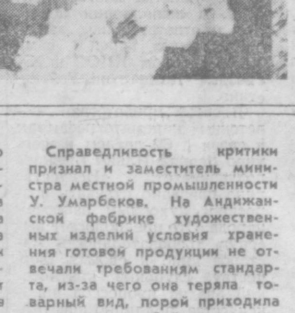 Справедливость критики
признал и заместитель мини-
стра местной промышленности
У. Умарбеков. На Андижан-
ской фабрике художествен-
ных изделий условия хране-
ния готовой продукции не от-
вечали требованиям стандар-
та, из-за чего она теряла то-
варный вид, порой приходила